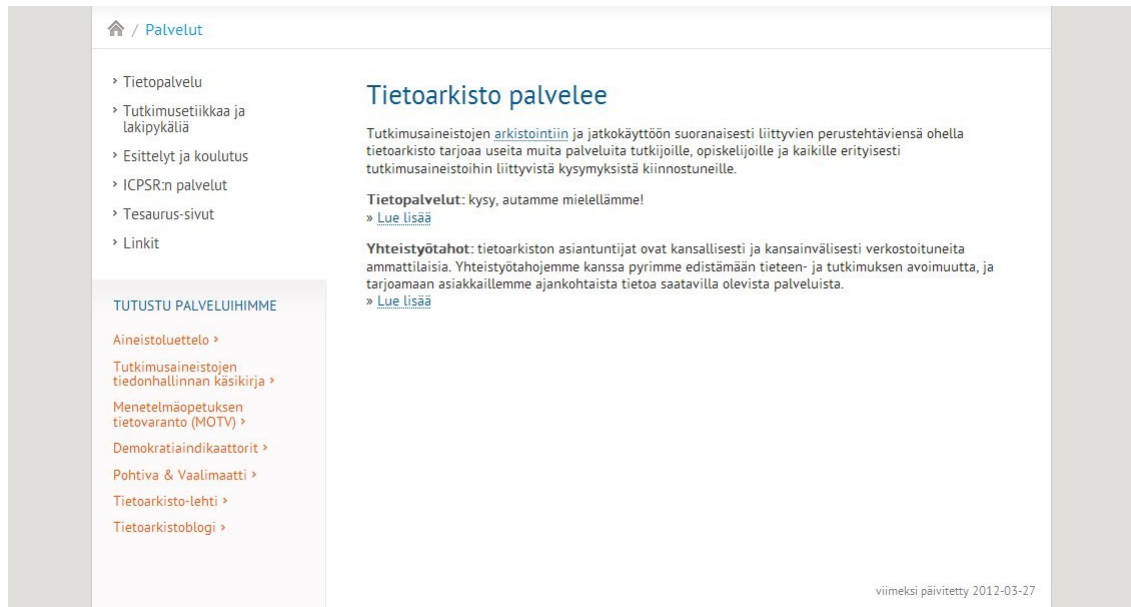 / Palvelut
› Tietopalvelu
› Tutkimusetiikkaa ja
lakipykäliä
› Esittelyt ja koulutus
› ICPSR:n palvelut
› Tesaurus-sivut
› Linkit
TUTUSTU PALVELUIHIMME
Aineistoluettelo ›
Tutkimusaineistojen
tiedonhallinnan käsikirja ›
Menetelmäopetuksen
tietovaranto (MOTV) ›
Demokratiaindikaattorit ›
Pohtiva & Vaalimaatti ›
Tietoarkisto-lehti ›
Tietoarkistoblogi ›
Tietoarkisto palvelee
Tutkimusaineistojen arkistointiin ja jatkokäyttöön suoranaisesti liittyvien perustehtäviensä ohella
tietoarkisto tarjoaa useita muita palveluita tutkijoille, opiskelijoille ja kaikille erityisesti
tutkimusaineistoihin liittyvistä kysymyksistä kiinnostuneille.
Tietopalvelut: kysy, autamme mielellämme!
» Lue lisää
Yhteistyötahot: tietoarkiston asiantuntijat ovat kansallisesti ja kansainvälisesti verkostoituneita
ammattilaisia. Yhteistyötahojemme kanssa pyrimme edistämään tieteen- ja tutkimuksen avoimuutta, ja
tarjoamaan asiakkaillemme ajankohtaista tietoa saatavilla olevista palveluista.
» Lue lisää
viimeksi päivitetty 2012-03-27